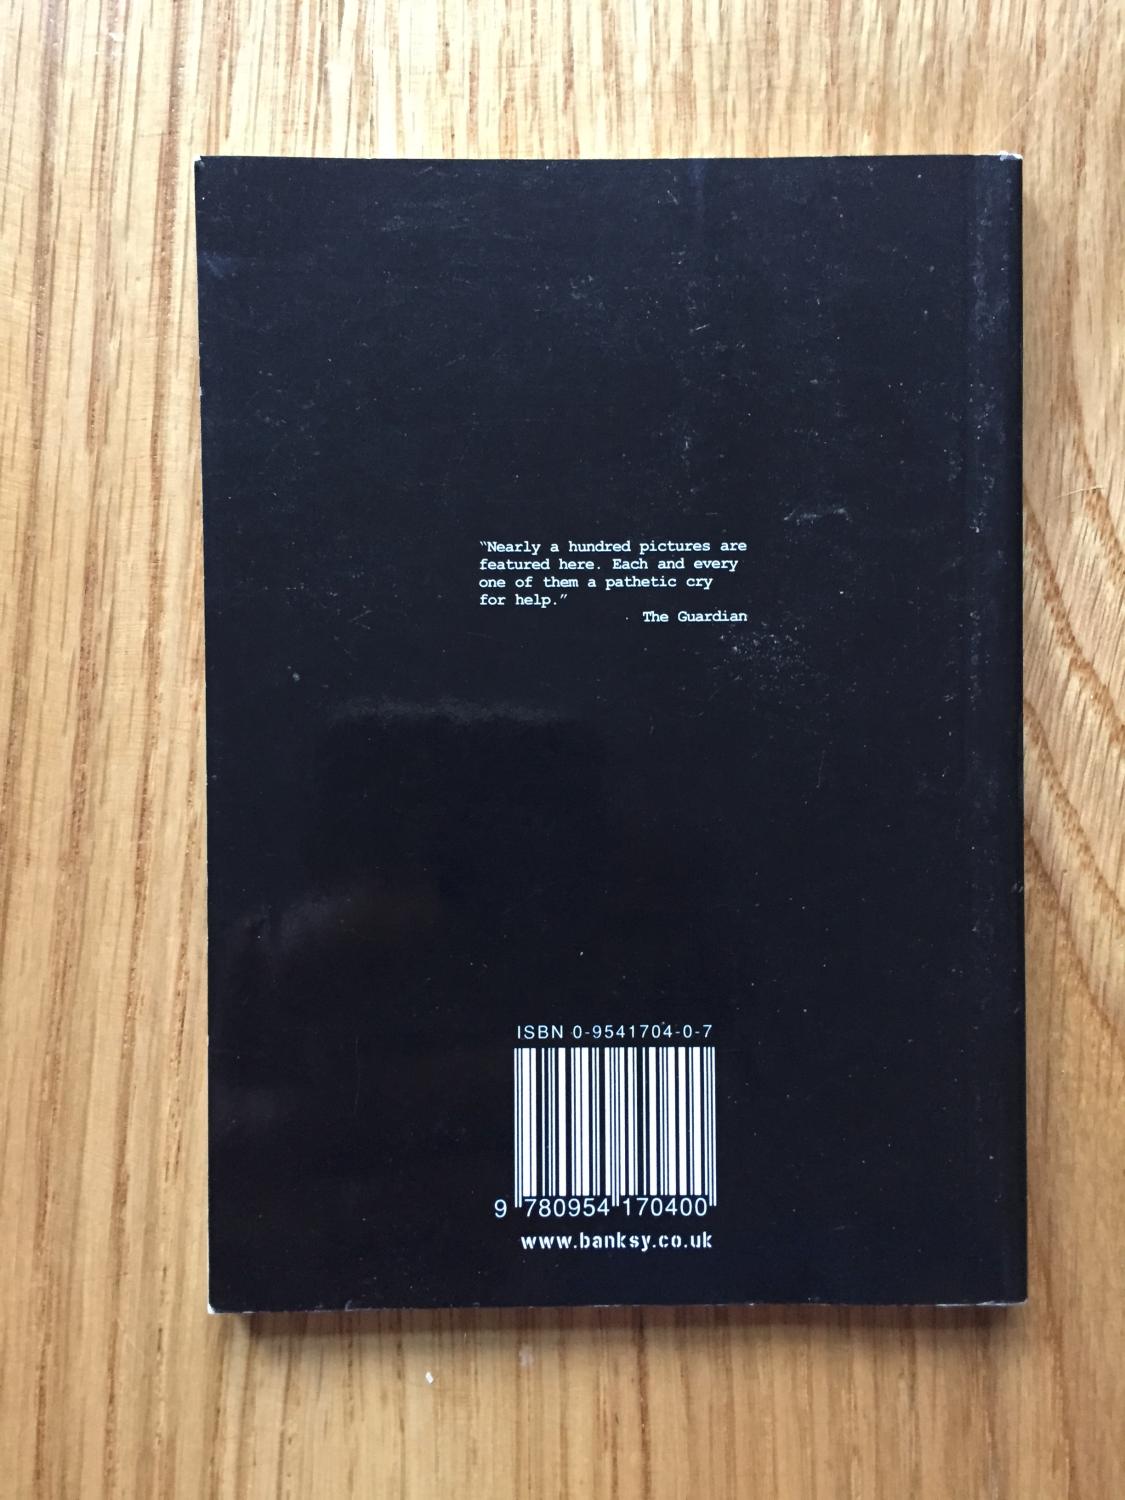 “Nearly a hundred pictures are
featured here. Each and every
one of them a pathetic cry
for help.”
The Guardian
ISBN 0-9541704-0-7
9 780954 170400
www.banksy.co.uk